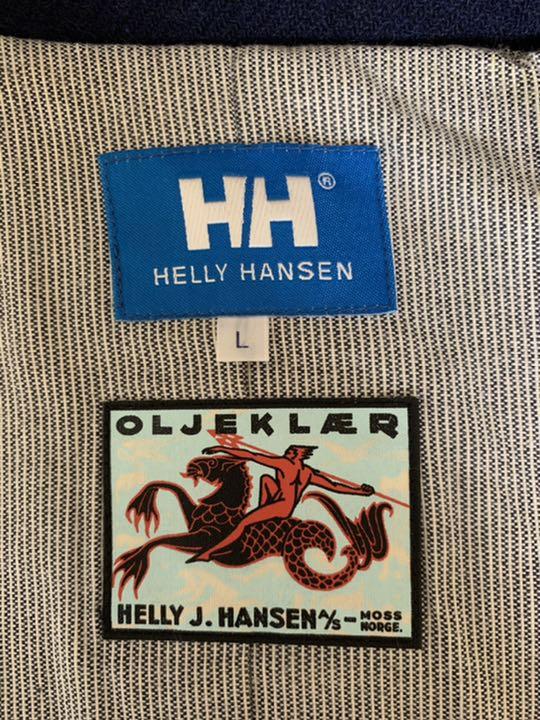 HH®
HELLY HANSEN
L
OLJEKLÆR
HELLY J. HANSEN A/S - MOSS
NORGE.